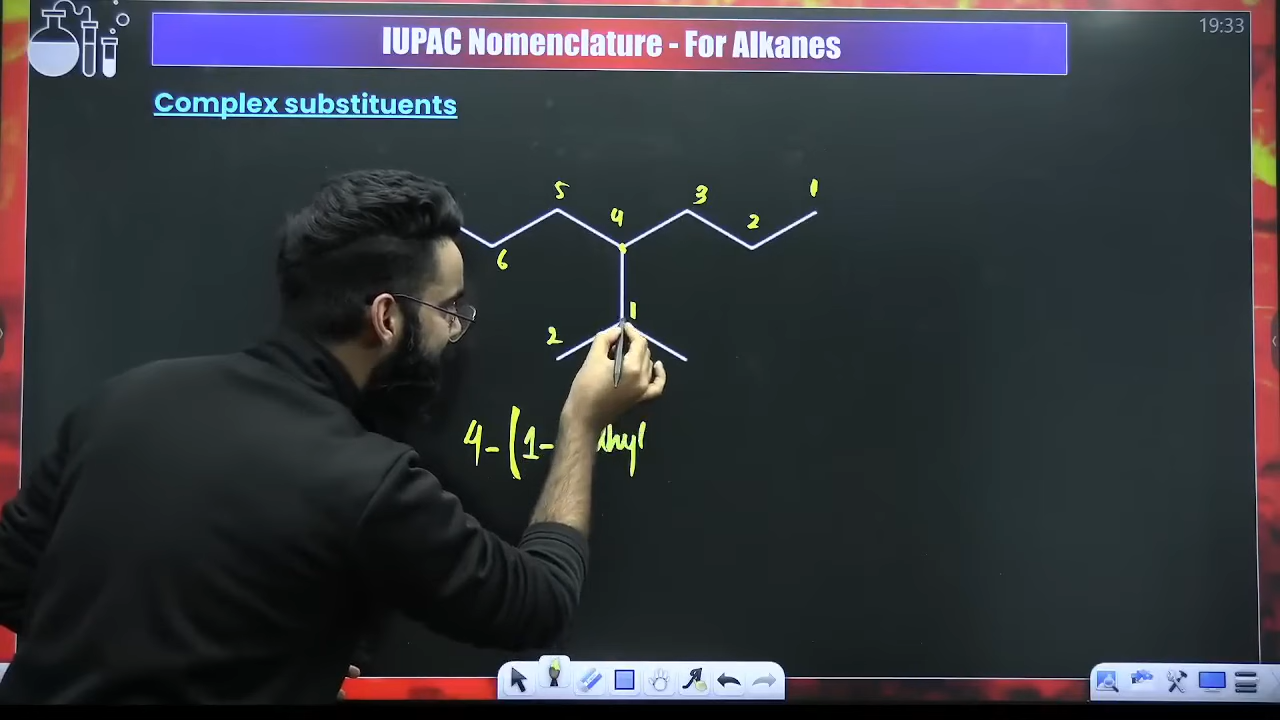 19:33
IUPAC Nomenclature - For Alkanes
Complex substituents
5 4 3 1
6 2
1
2
4-(1- thyl